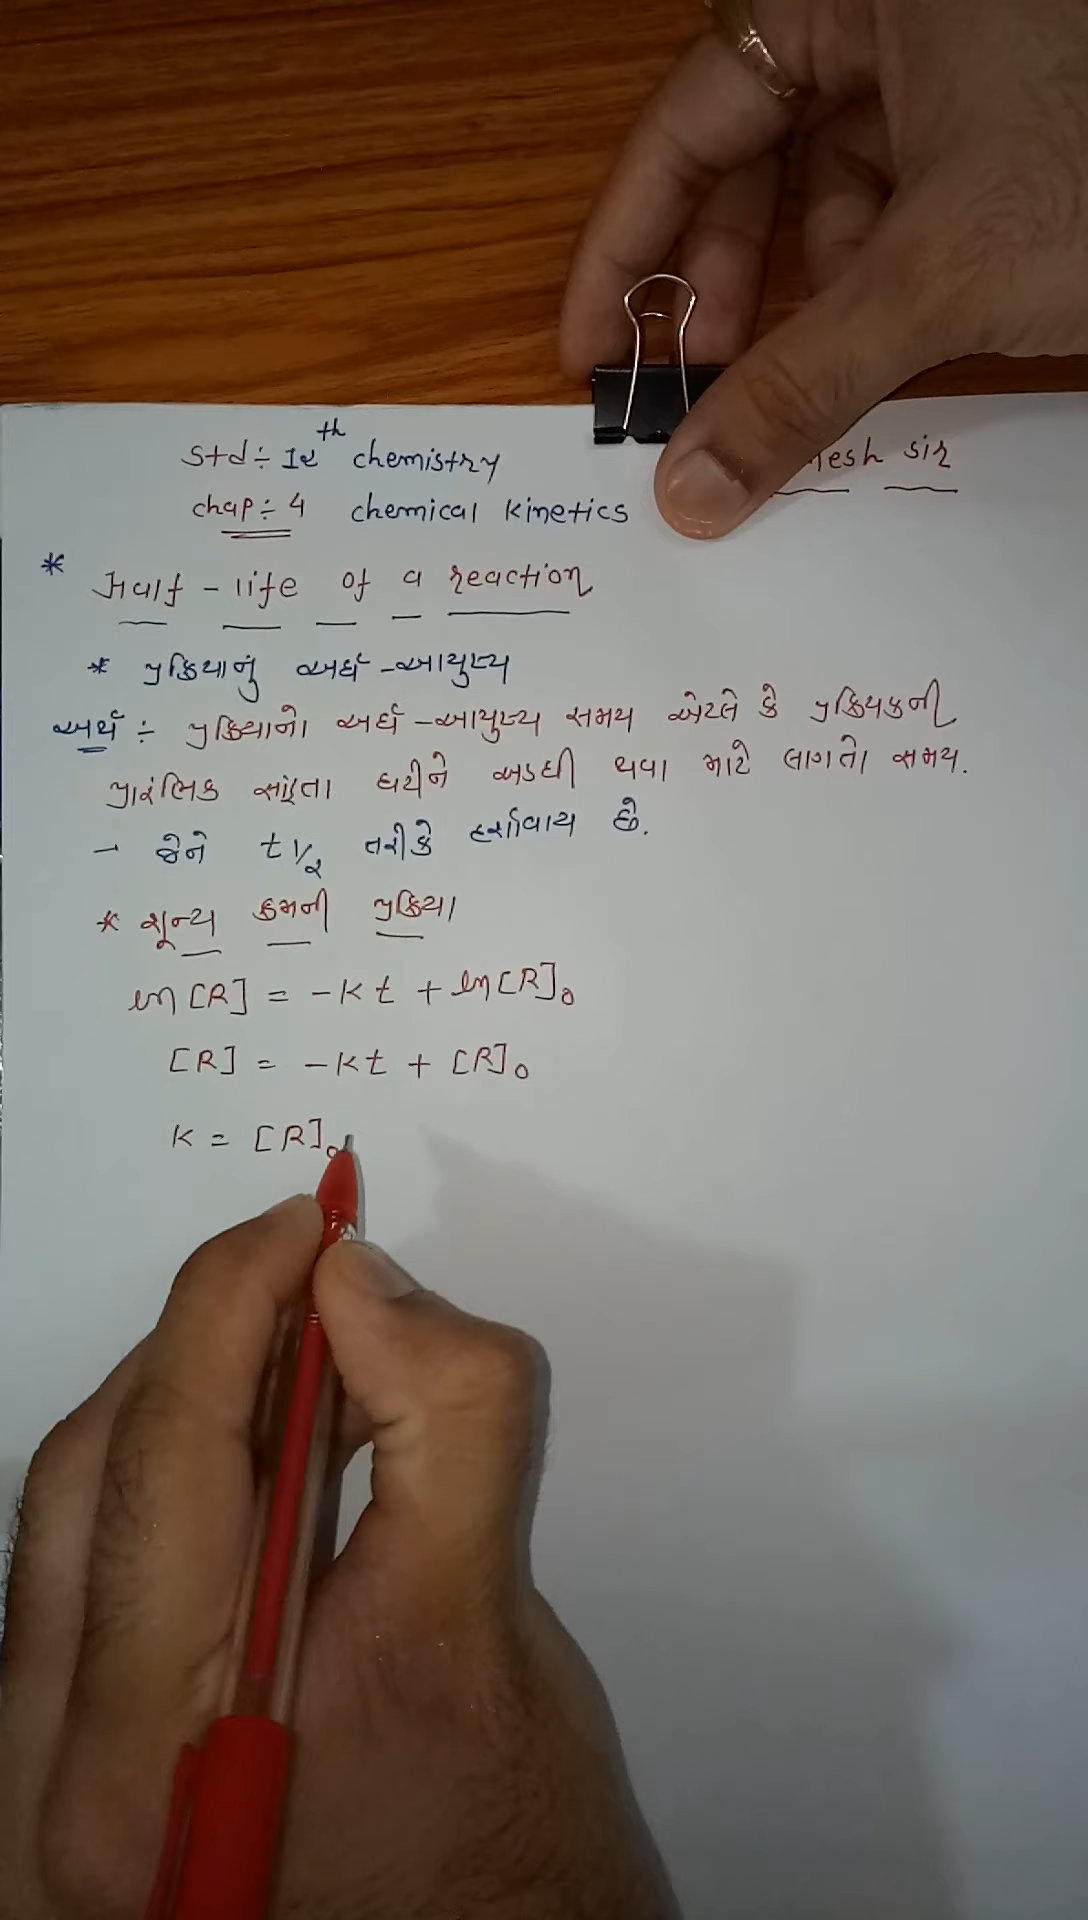 Std ÷ 12th chemistry
sir
chap ÷ 4 chemical Kinetics
* Half - life of a reaction
* પ્રક્રિયાનું અર્ધ - આયુષ્ય
અર્થ ÷ પ્રક્રિયાનો અર્ધ - આયુષ્ય સમય એટલે કે પ્રક્રિયકની
પ્રારંભિક સાંદ્રતા ઘટીને અડધી થવા માટે લાગતો સમય.
- જેને t1/2 તરીકે દર્શાવાય છે.
* શૂન્ય ક્રમની પ્રક્રિયા
ln [R] = -kt + ln [R]₀
[R] = -kt + [R]₀
K = [R]₀